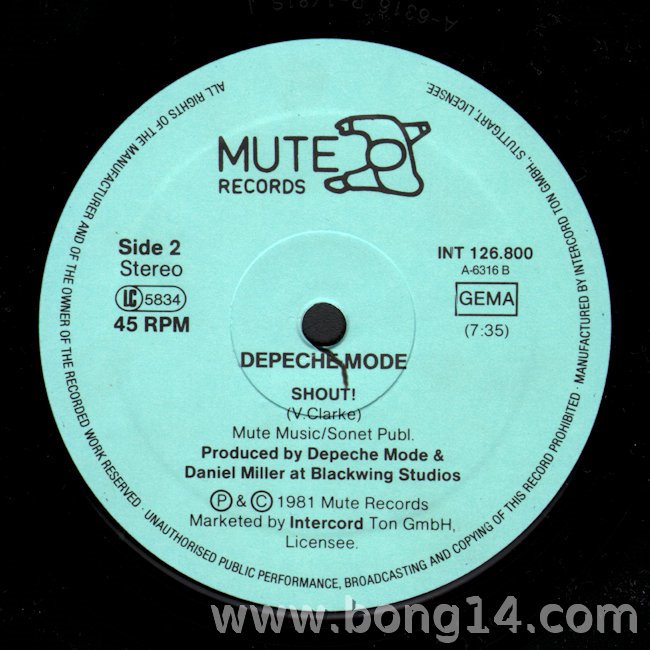 MUTE
RECORDS
Side 2
Stereo
LC 5834
45 RPM
INT 126.800
A-6316 B
GEMA
(7:35)
DEPECHE MODE
SHOUT!
(V.Clarke)
Mute Music/Sonet Publ.
Produced by Depeche Mode &
Daniel Miller at Blackwing Studios
Ⓟ & © 1981 Mute Records
Marketed by Intercord Ton GmbH,
Licensee.
ALL RIGHTS OF THE MANUFACTURER AND OF THE OWNER OF THE RECORDED WORK RESERVED · UNAUTHORISED PUBLIC PERFORMANCE, BROADCASTING AND COPYING OF THIS RECORD PROHIBITED · MANUFACTURED BY INTERCORD TON GMBH., STUTTGART, LICENSEE.
www.bong14.com